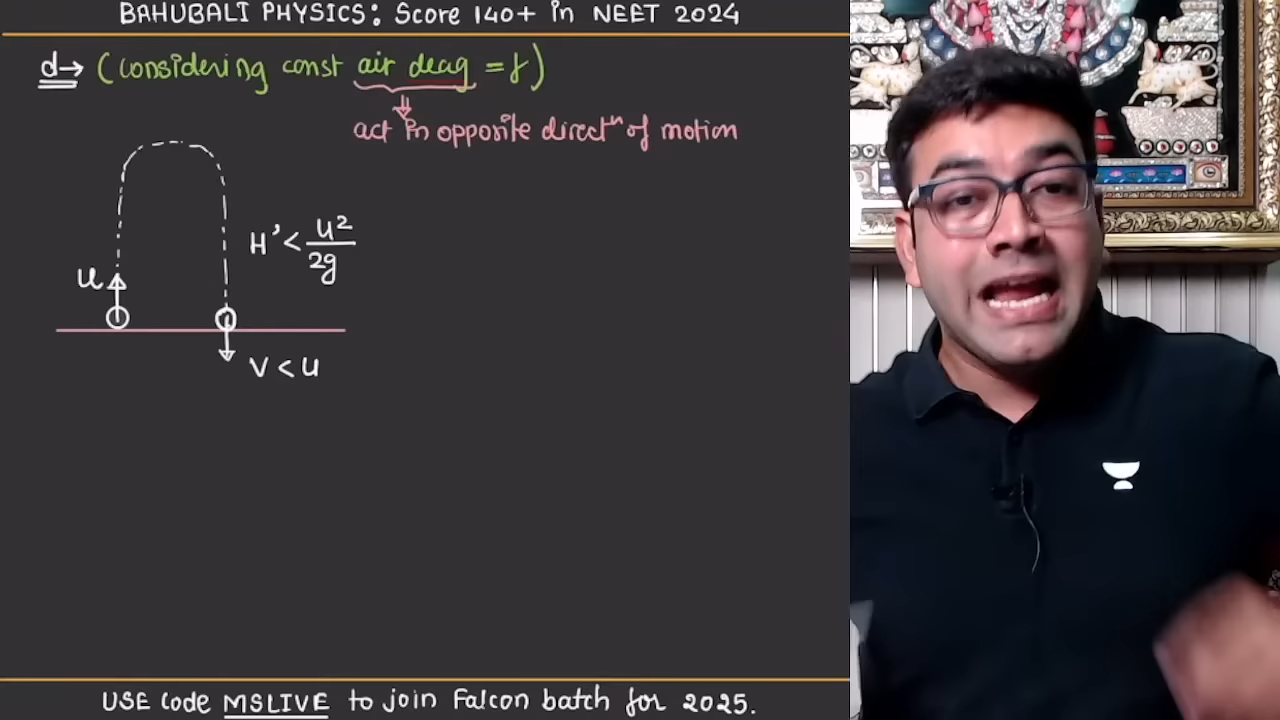 BAHUBALI PHYSICS: Score 140+ in NEET 2024
d→ (considering const air drag = f)
act in opposite directⁿ of motion
H' < u²/2g
u
v < u
USE Code MSLIVE to join Falcon batch for 2025.